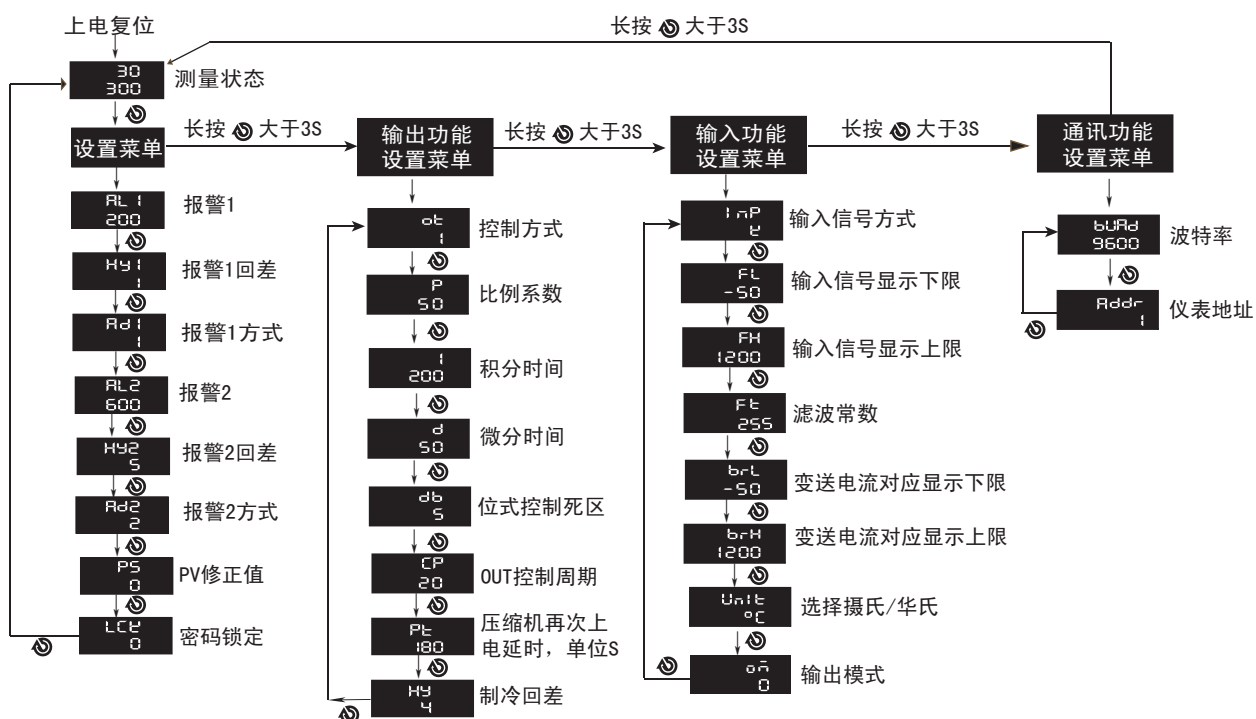 上电复位
长按 大于3S
30
300
测量状态
设置菜单
长按 大于3S
输出功能
设置菜单
长按 大于3S
输入功能
设置菜单
长按 大于3S
通讯功能
设置菜单
AL1
200
报警1
Hy1
1
报警1回差
Ad1
1
报警1方式
AL2
600
报警2
HY2
5
报警2回差
Ad2
2
报警2方式
PS
0
PV修正值
LCK
0
密码锁定
ot
1
控制方式
P
50
比例系数
I
200
积分时间
d
50
微分时间
db
5
位式控制死区
CP
20
OUT控制周期
Pt
180
压缩机再次上
电延时，单位S
HY
4
制冷回差
InP
K
输入信号方式
FL
-50
输入信号显示下限
FH
1200
输入信号显示上限
Ft
255
滤波常数
brL
-50
变送电流对应显示下限
brH
1200
变送电流对应显示上限
Unit
°C
选择摄氏/华氏
0
输出模式
bUAd
9600
波特率
Addr
1
仪表地址